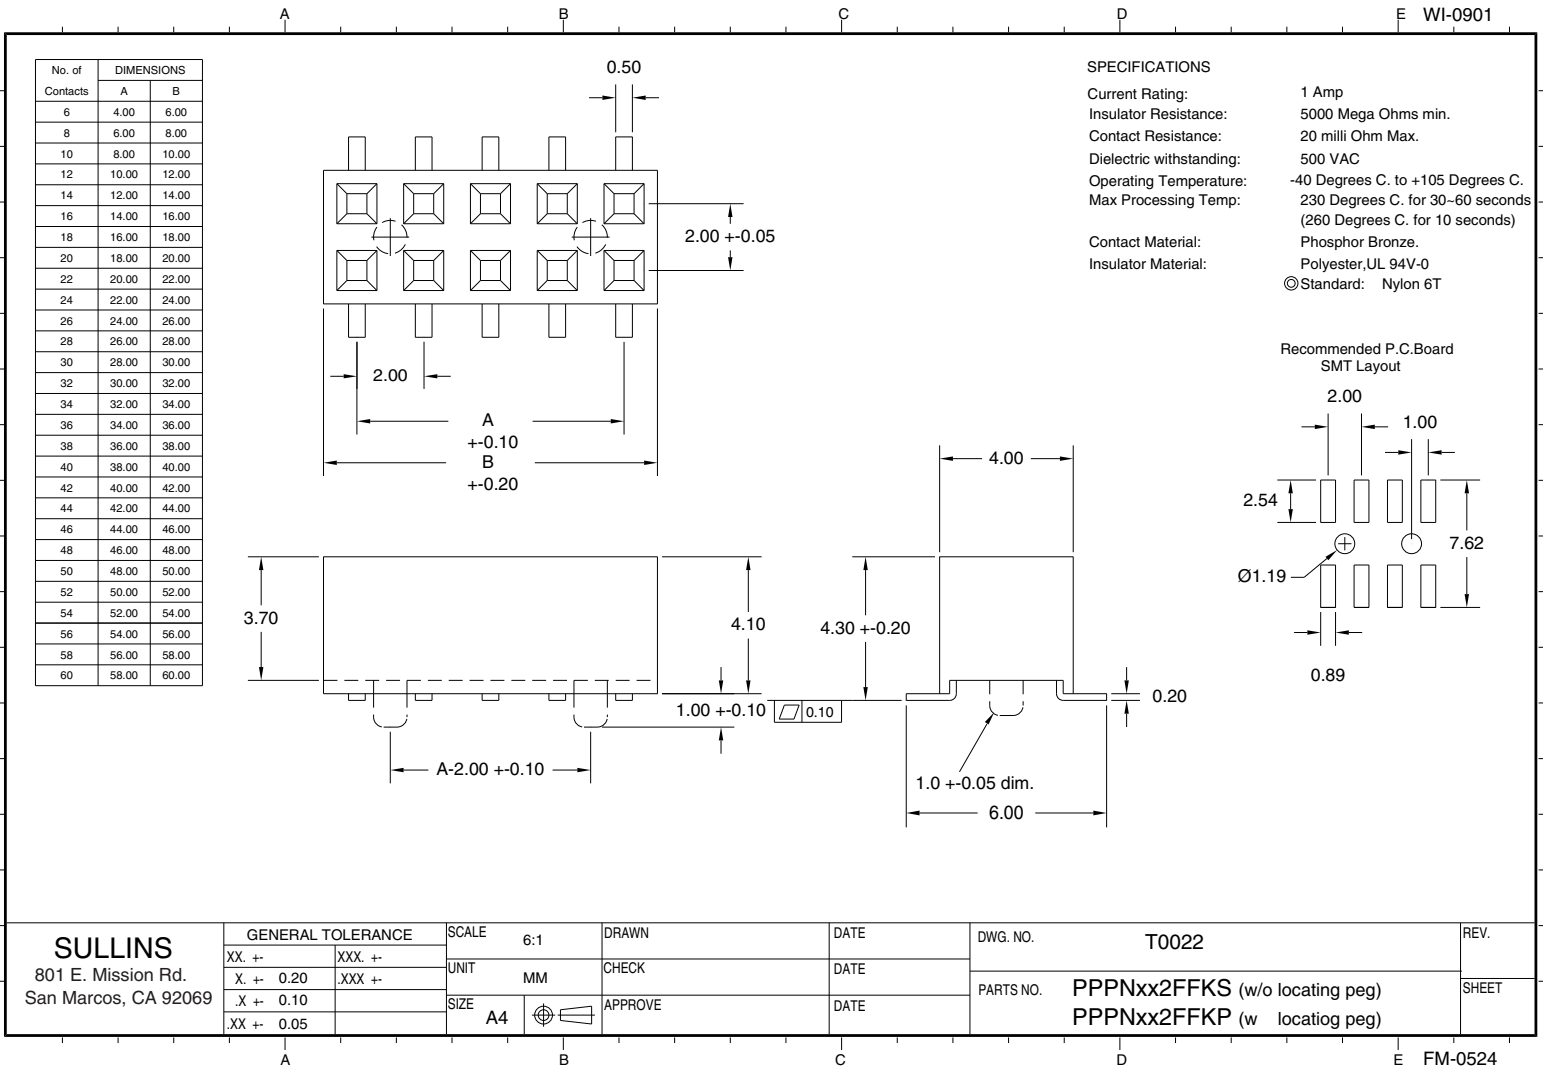 A B C D E WI-0901
No. of Contacts DIMENSIONS
A B
6 4.00 6.00
8 6.00 8.00
10 8.00 10.00
12 10.00 12.00
14 12.00 14.00
16 14.00 16.00
18 16.00 18.00
20 18.00 20.00
22 20.00 22.00
24 22.00 24.00
26 24.00 26.00
28 26.00 28.00
30 28.00 30.00
32 30.00 32.00
34 32.00 34.00
36 34.00 36.00
38 36.00 38.00
40 38.00 40.00
42 40.00 42.00
44 42.00 44.00
46 44.00 46.00
48 46.00 48.00
50 48.00 50.00
52 50.00 52.00
54 52.00 54.00
56 54.00 56.00
58 56.00 58.00
60 58.00 60.00
0.50
2.00 +-0.05
2.00
A
+-0.10
B
+-0.20
SPECIFICATIONS
Current Rating: 1 Amp
Insulator Resistance: 5000 Mega Ohms min.
Contact Resistance: 20 milli Ohm Max.
Dielectric withstanding: 500 VAC
Operating Temperature: -40 Degrees C. to +105 Degrees C.
Max Processing Temp: 230 Degrees C. for 30~60 seconds
(260 Degrees C. for 10 seconds)
Contact Material: Phosphor Bronze.
Insulator Material: Polyester,UL 94V-0
◎Standard: Nylon 6T
Recommended P.C.Board
SMT Layout
2.00
1.00
2.54
7.62
Ø1.19
0.89
3.70
4.10
1.00 +-0.10
A-2.00 +-0.10
0.10
4.00
4.30 +-0.20
0.20
1.0 +-0.05 dim.
6.00
SULLINS
801 E. Mission Rd.
San Marcos, CA 92069
GENERAL TOLERANCE
XX. +- XXX. +-
X. +- 0.20 .XXX +-
.X +- 0.10
.XX +- 0.05
SCALE 6:1
UNIT MM
SIZE A4
DRAWN DATE
CHECK DATE
APPROVE DATE
DWG. NO. T0022
PARTS NO. PPPNxx2FFKS (w/o locating peg)
PPPNxx2FFKP (w locatiog peg)
REV.
SHEET
A B C D E FM-0524